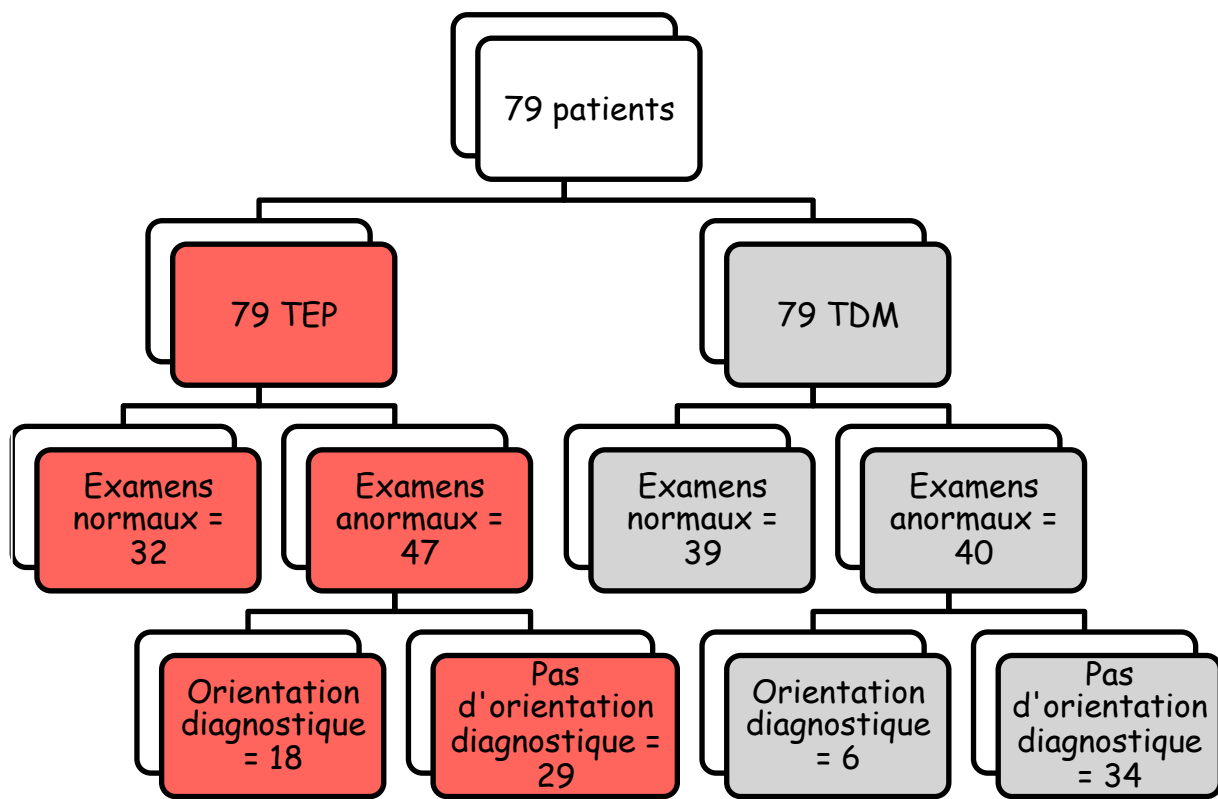 79 patients
79 TEP
79 TDM
Examens
normaux =
32
Examens
anormaux =
47
Examens
normaux =
39
Examens
anormaux =
40
Orientation
diagnostique
= 18
Pas
d'orientation
diagnostique =
29
Orientation
diagnostique
= 6
Pas
d'orientation
diagnostique
= 34